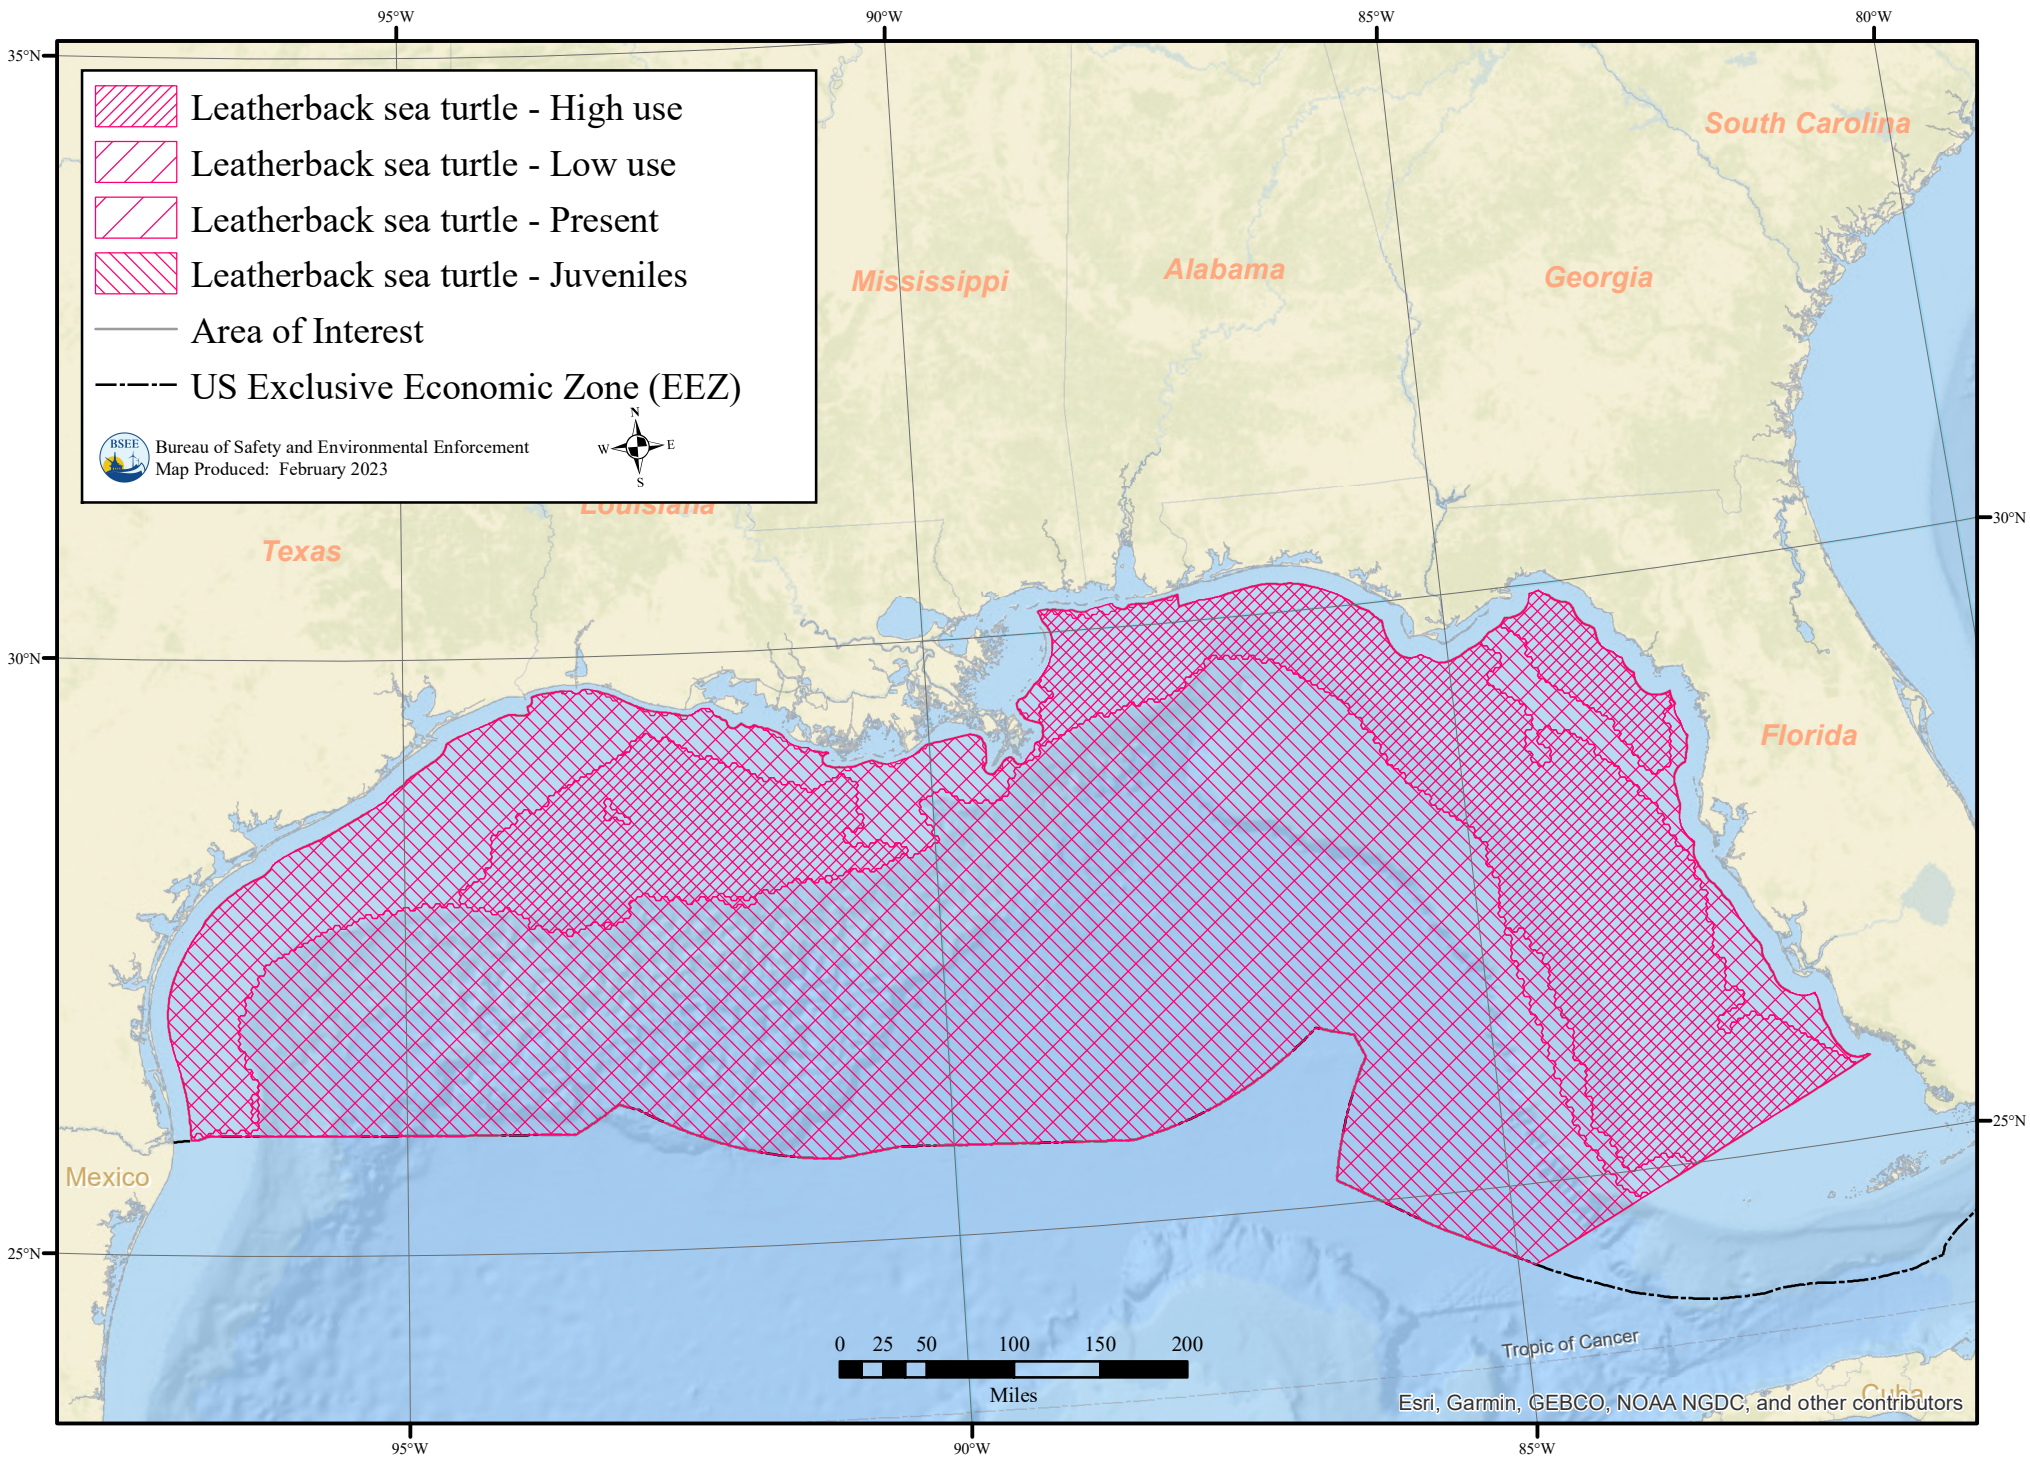 95°W 90°W 85°W 80°W
35°N
Leatherback sea turtle - High use
Leatherback sea turtle - Low use
Leatherback sea turtle - Present
Leatherback sea turtle - Juveniles
Area of Interest
US Exclusive Economic Zone (EEZ)
N
W E
S
BSEE
Bureau of Safety and Environmental Enforcement
Map Produced: February 2023
South Carolina
Mississippi
Alabama
Georgia
Louisiana
30°N
Texas
30°N
Florida
25°N
Mexico
25°N
0 25 50 100 150 200
Miles
Tropic of Cancer
Cuba
Esri, Garmin, GEBCO, NOAA NGDC, and other contributors
95°W 90°W 85°W